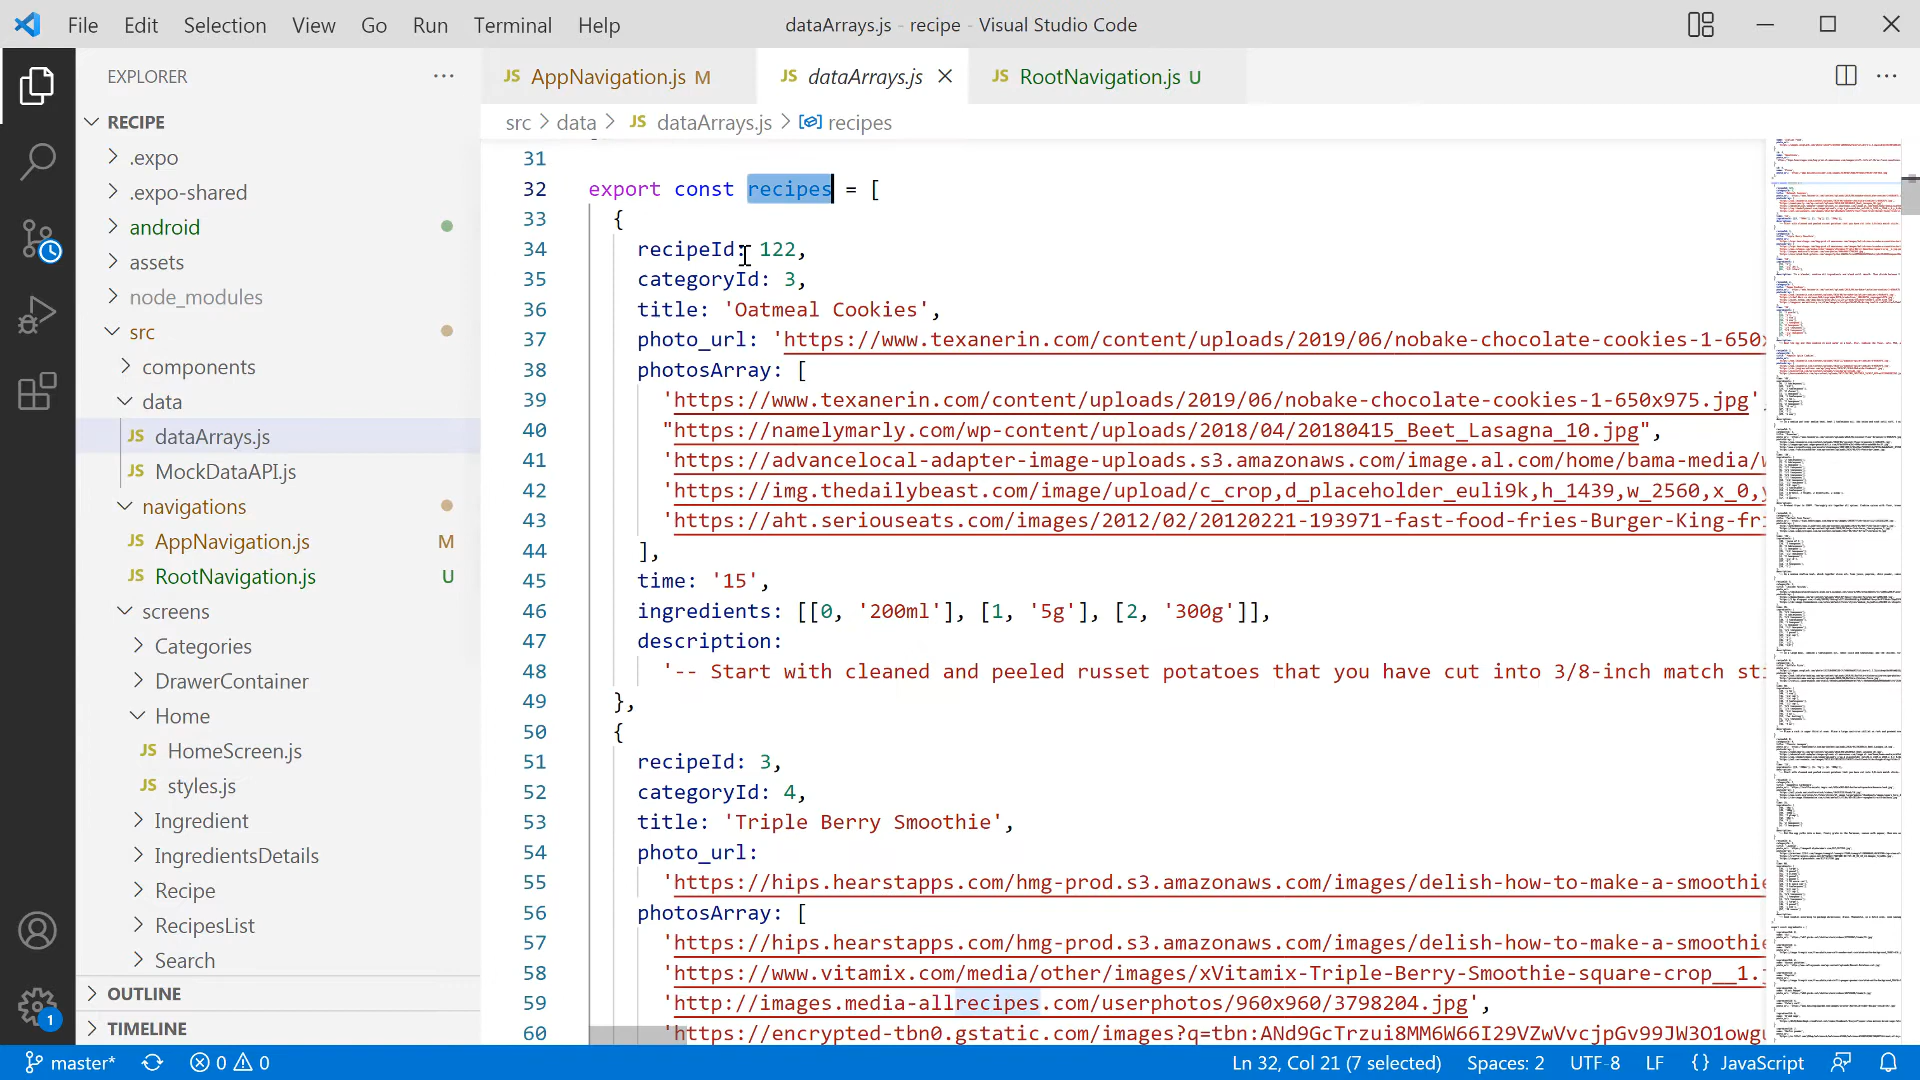 File Edit Selection View Go Run Terminal Help dataArrays.js - recipe - Visual Studio Code
EXPLORER
RECIPE
.expo
.expo-shared
android
assets
node_modules
src
components
data
JS dataArrays.js
JS MockDataAPI.js
navigations
JS AppNavigation.js M
JS RootNavigation.js U
screens
Categories
DrawerContainer
Home
JS HomeScreen.js
JS styles.js
Ingredient
IngredientsDetails
Recipe
RecipesList
Search
OUTLINE
TIMELINE
1
JS AppNavigation.js M JS dataArrays.js JS RootNavigation.js U
src > data > JS dataArrays.js > recipes
31
32 export const recipes = [
33 {
34 recipeId: 122,
35 categoryId: 3,
36 title: 'Oatmeal Cookies',
37 photo_url: 'https://www.texanerin.com/content/uploads/2019/06/nobake-chocolate-cookies-1-650x
38 photosArray: [
39 'https://www.texanerin.com/content/uploads/2019/06/nobake-chocolate-cookies-1-650x975.jpg'
40 "https://namelymarly.com/wp-content/uploads/2018/04/20180415_Beet_Lasagna_10.jpg",
41 'https://advancelocal-adapter-image-uploads.s3.amazonaws.com/image.al.com/home/bama-media/w
42 'https://img.thedailybeast.com/image/upload/c_crop,d_placeholder_euli9k,h_1439,w_2560,x_0,y
43 'https://aht.seriouseats.com/images/2012/02/20120221-193971-fast-food-fries-Burger-King-fri
44 ],
45 time: '15',
46 ingredients: [[0, '200ml'], [1, '5g'], [2, '300g']],
47 description:
48 '-- Start with cleaned and peeled russet potatoes that you have cut into 3/8-inch match sti
49 },
50 {
51 recipeId: 3,
52 categoryId: 4,
53 title: 'Triple Berry Smoothie',
54 photo_url:
55 'https://hips.hearstapps.com/hmg-prod.s3.amazonaws.com/images/delish-how-to-make-a-smoothie
56 photosArray: [
57 'https://hips.hearstapps.com/hmg-prod.s3.amazonaws.com/images/delish-how-to-make-a-smoothie
58 'https://www.vitamix.com/media/other/images/xVitamix-Triple-Berry-Smoothie-square-crop__1.j
59 'http://images.media-allrecipes.com/userphotos/960x960/3798204.jpg',
60 'https://encrypted-tbn0.gstatic.com/images?q=tbn:ANd9GcTrzui8MM6W66I29VZwVvcjpGv99JW3O1owgu
master* 0 0 Ln 32, Col 21 (7 selected) Spaces: 2 UTF-8 LF {} JavaScript